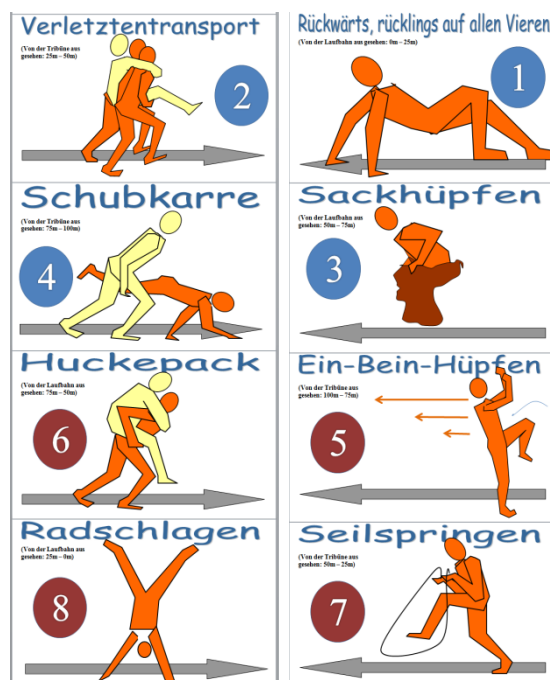 Verletztentransport
(Von der Tribüne aus
gesehen: 25m – 50m)
2
Rückwärts, rücklings auf allen Vieren
(Von der Laufbahn aus gesehen: 0m – 25m)
1
Schubkarre
(Von der Tribüne aus
gesehen: 75m – 100m)
4
Sackhüpfen
(Von der Laufbahn aus
gesehen: 50m – 75m)
3
Huckepack
(Von der Laufbahn aus
gesehen: 75m – 50m)
6
Ein-Bein-Hüpfen
(Von der Tribüne aus
gesehen: 100m – 75m)
5
Radschlagen
(Von der Laufbahn aus
gesehen: 25m – 0m)
8
Seilspringen
(Von der Tribüne aus
gesehen: 50m – 25m)
7